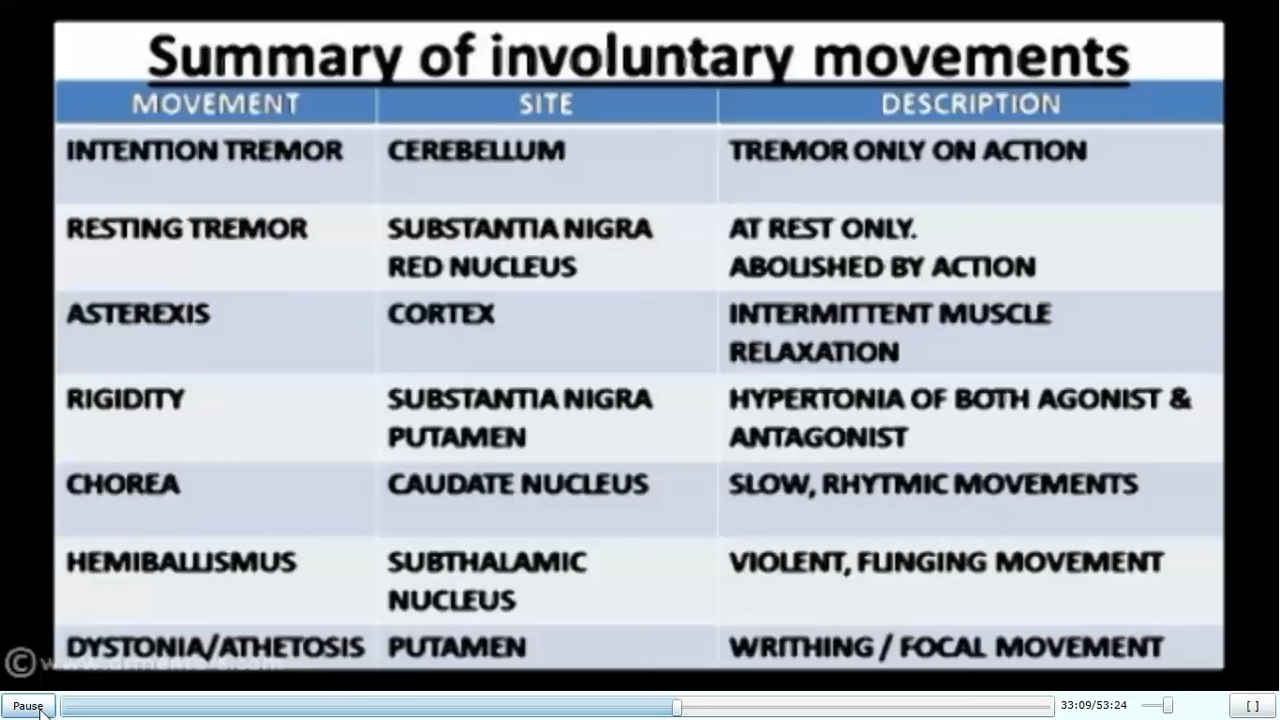 Summary of involuntary movements
MOVEMENT SITE DESCRIPTION
INTENTION TREMOR CEREBELLUM TREMOR ONLY ON ACTION
RESTING TREMOR SUBSTANTIA NIGRA AT REST ONLY.
RED NUCLEUS ABOLISHED BY ACTION
ASTEREXIS CORTEX INTERMITTENT MUSCLE
RELAXATION
RIGIDITY SUBSTANTIA NIGRA HYPERTONIA OF BOTH AGONIST &
PUTAMEN ANTAGONIST
CHOREA CAUDATE NUCLEUS SLOW, RHYTMIC MOVEMENTS
HEMIBALLISMUS SUBTHALAMIC VIOLENT, FLINGING MOVEMENT
NUCLEUS
DYSTONIA/ATHETOSIS PUTAMEN WRITHING / FOCAL MOVEMENT
Pause 33:09/53:24 [ ]